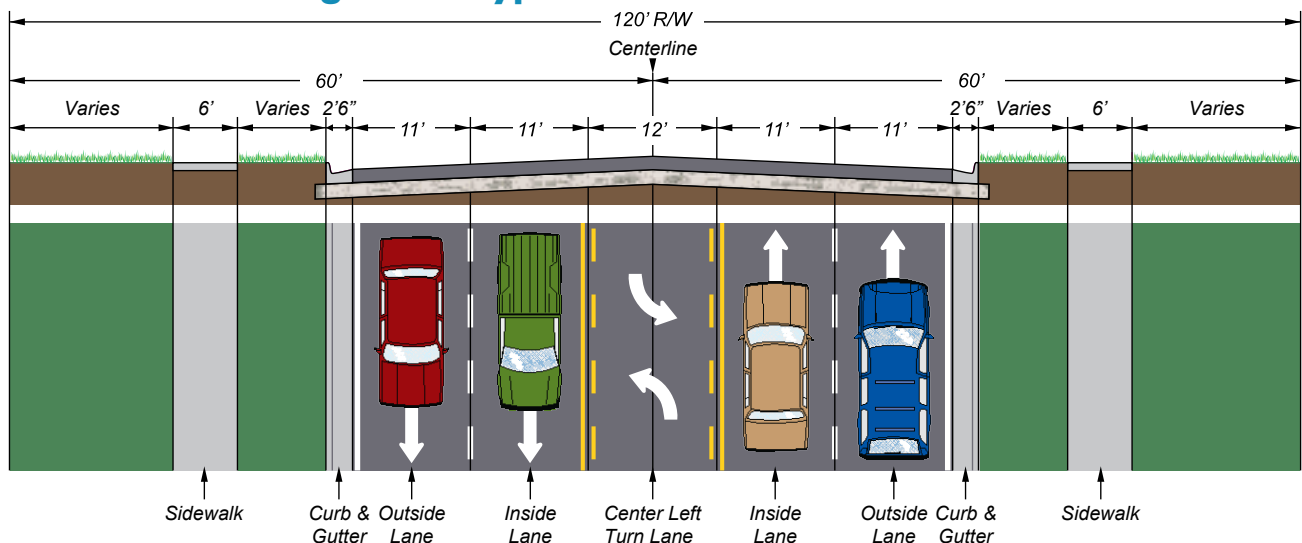 120' R/W
Centerline
60' 60'
Varies 6' Varies 2'6" 2'6" Varies 6' Varies
11' 11' 12' 11' 11'
Sidewalk Curb & Outside Inside Center Left Inside Outside Curb & Sidewalk
Gutter Lane Lane Turn Lane Lane Lane Gutter